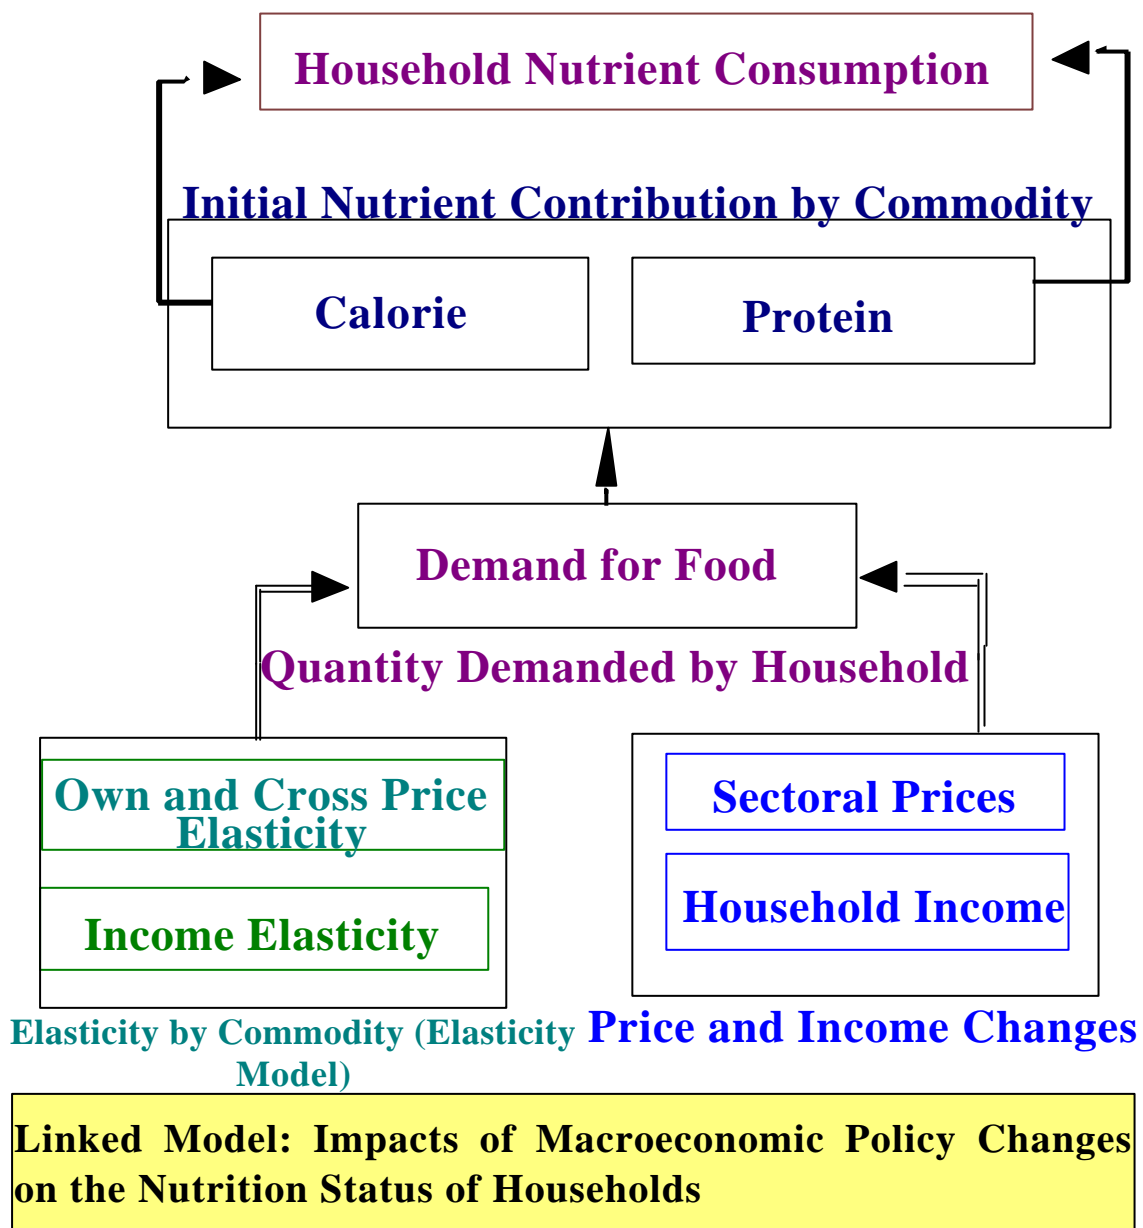 Household Nutrient Consumption
Initial Nutrient Contribution by Commodity
Calorie
Protein
Demand for Food
Quantity Demanded by Household
Own and Cross Price
Elasticity
Income Elasticity
Sectoral Prices
Household Income
Elasticity by Commodity (Elasticity
Model)
Price and Income Changes
Linked Model: Impacts of Macroeconomic Policy Changes
on the Nutrition Status of Households